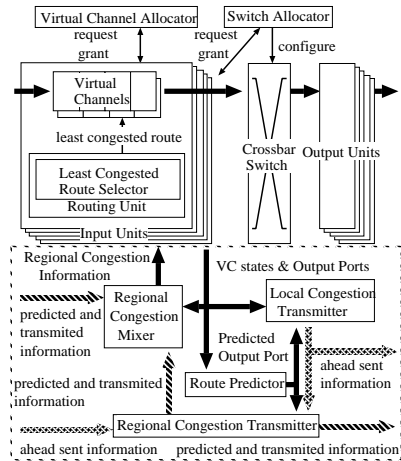 Virtual Channel Allocator
Switch Allocator
request
grant
request
grant
configure
Virtual
Channels
least congested route
Least Congested
Route Selector
Routing Unit
Input Units
Crossbar
Switch
Output Units
Regional Congestion
Information
VC states & Output Ports
predicted and
transmited
information
Regional
Congestion
Mixer
Local Congestion
Transmitter
Predicted
Output Port
predicted and transmited
information
Route Predictor
ahead sent
information
Regional Congestion Transmitter
ahead sent information
predicted and transmited information